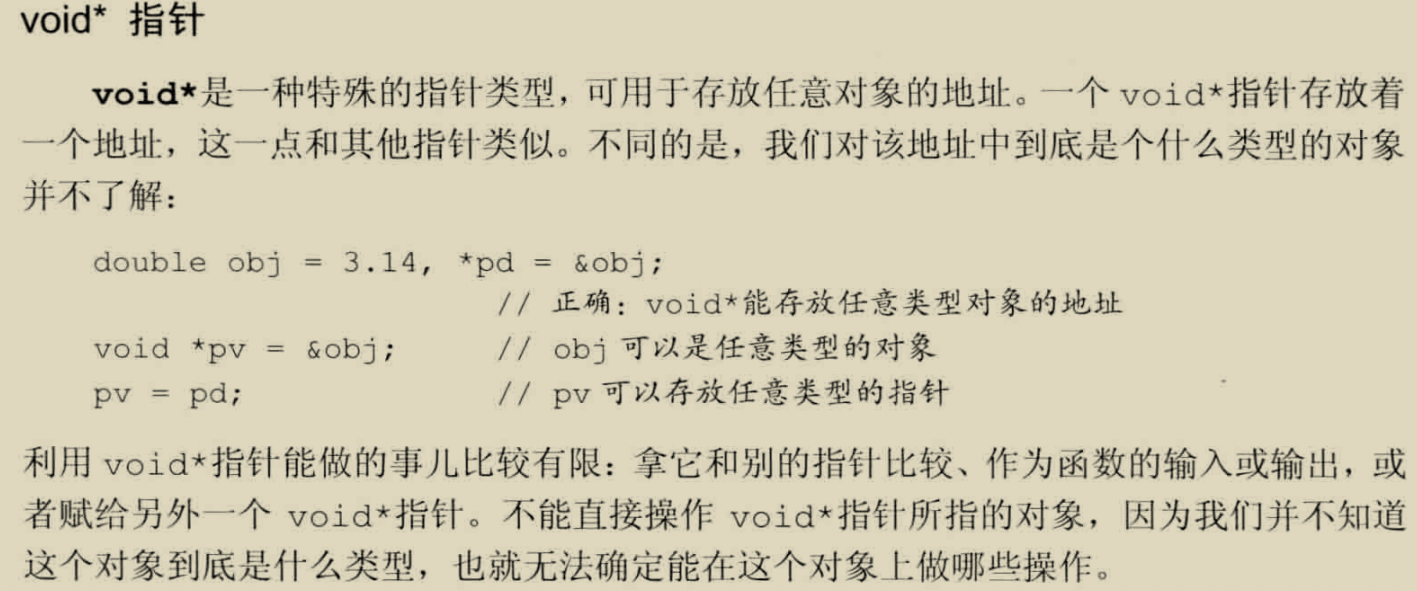 void* 指针
void*是一种特殊的指针类型，可用于存放任意对象的地址。一个 void*指针存放着
一个地址，这一点和其他指针类似。不同的是，我们对该地址中到底是个什么类型的对象
并不了解：
double obj = 3.14, *pd = &obj;
// 正确：void*能存放任意类型对象的地址
void *pv = &obj; // obj 可以是任意类型的对象
pv = pd; // pv 可以存放任意类型的指针
利用 void*指针能做的事儿比较有限：拿它和别的指针比较、作为函数的输入或输出，或
者赋给另外一个 void*指针。不能直接操作 void*指针所指的对象，因为我们并不知道
这个对象到底是什么类型，也就无法确定能在这个对象上做哪些操作。